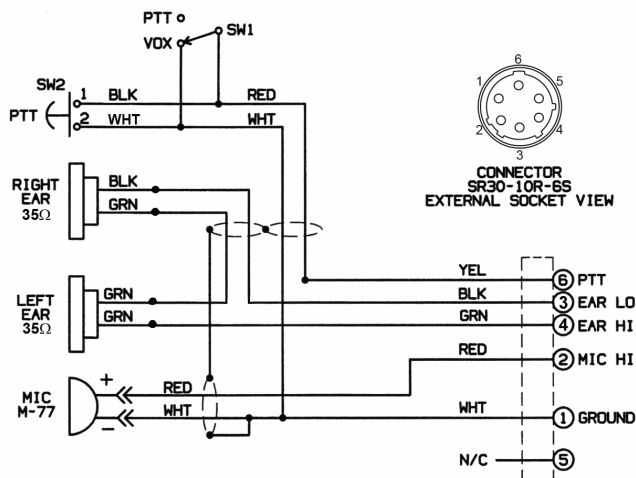 PTT
VOX
SW1
SW2
1
BLK
RED
PTT
2
WHT
WHT
6
1
5
2
4
3
CONNECTOR
SR30-10R-6S
EXTERNAL SOCKET VIEW
RIGHT
EAR
35Ω
BLK
GRN
LEFT
EAR
35Ω
GRN
GRN
YEL
6 PTT
BLK
3 EAR LO
GRN
4 EAR HI
RED
2 MIC HI
MIC
M-77
+
RED
WHT
−
WHT
1 GROUND
N/C
5